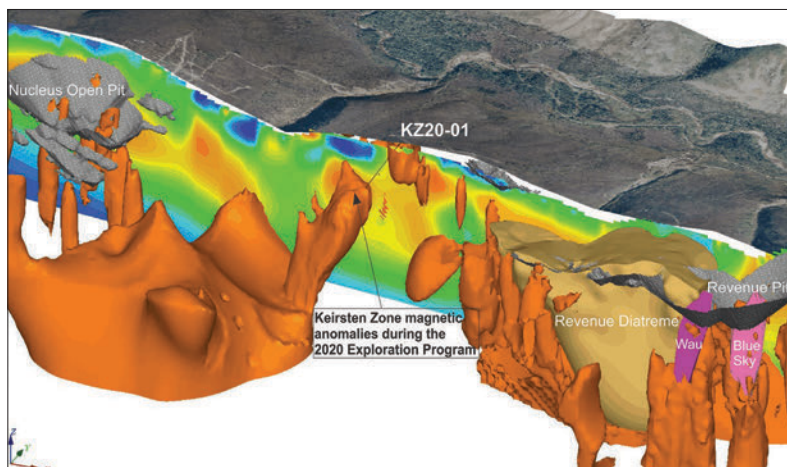 Nucleus Open Pit
KZ20-01
Keirsten Zone magnetic
anomalies during the
2020 Exploration Program
Revenue Diatreme
Revenue Pit
Wau
Blue
Sky
Z
Y